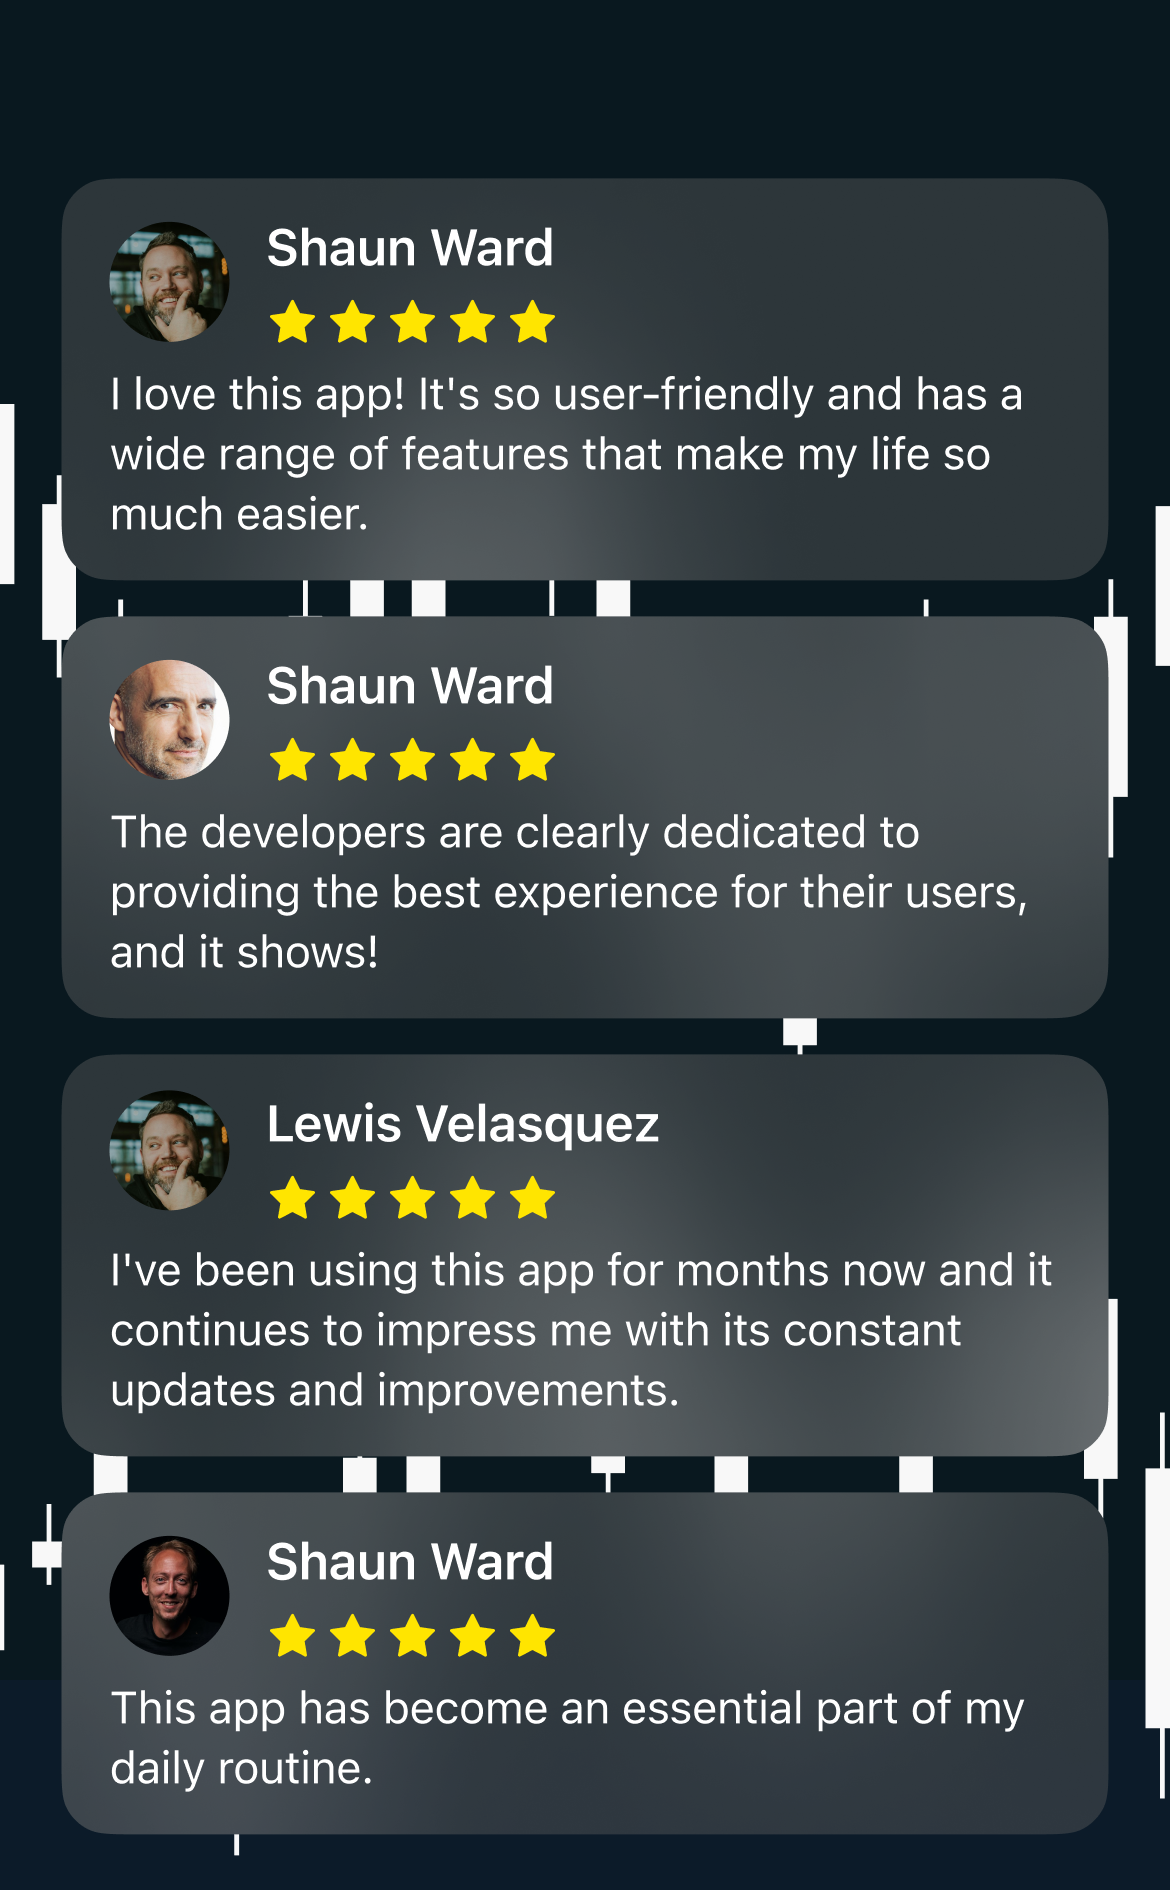 Shaun Ward
I love this app! It's so user-friendly and has a
wide range of features that make my life so
much easier.
Shaun Ward
The developers are clearly dedicated to
providing the best experience for their users,
and it shows!
Lewis Velasquez
I've been using this app for months now and it
continues to impress me with its constant
updates and improvements.
Shaun Ward
This app has become an essential part of my
daily routine.